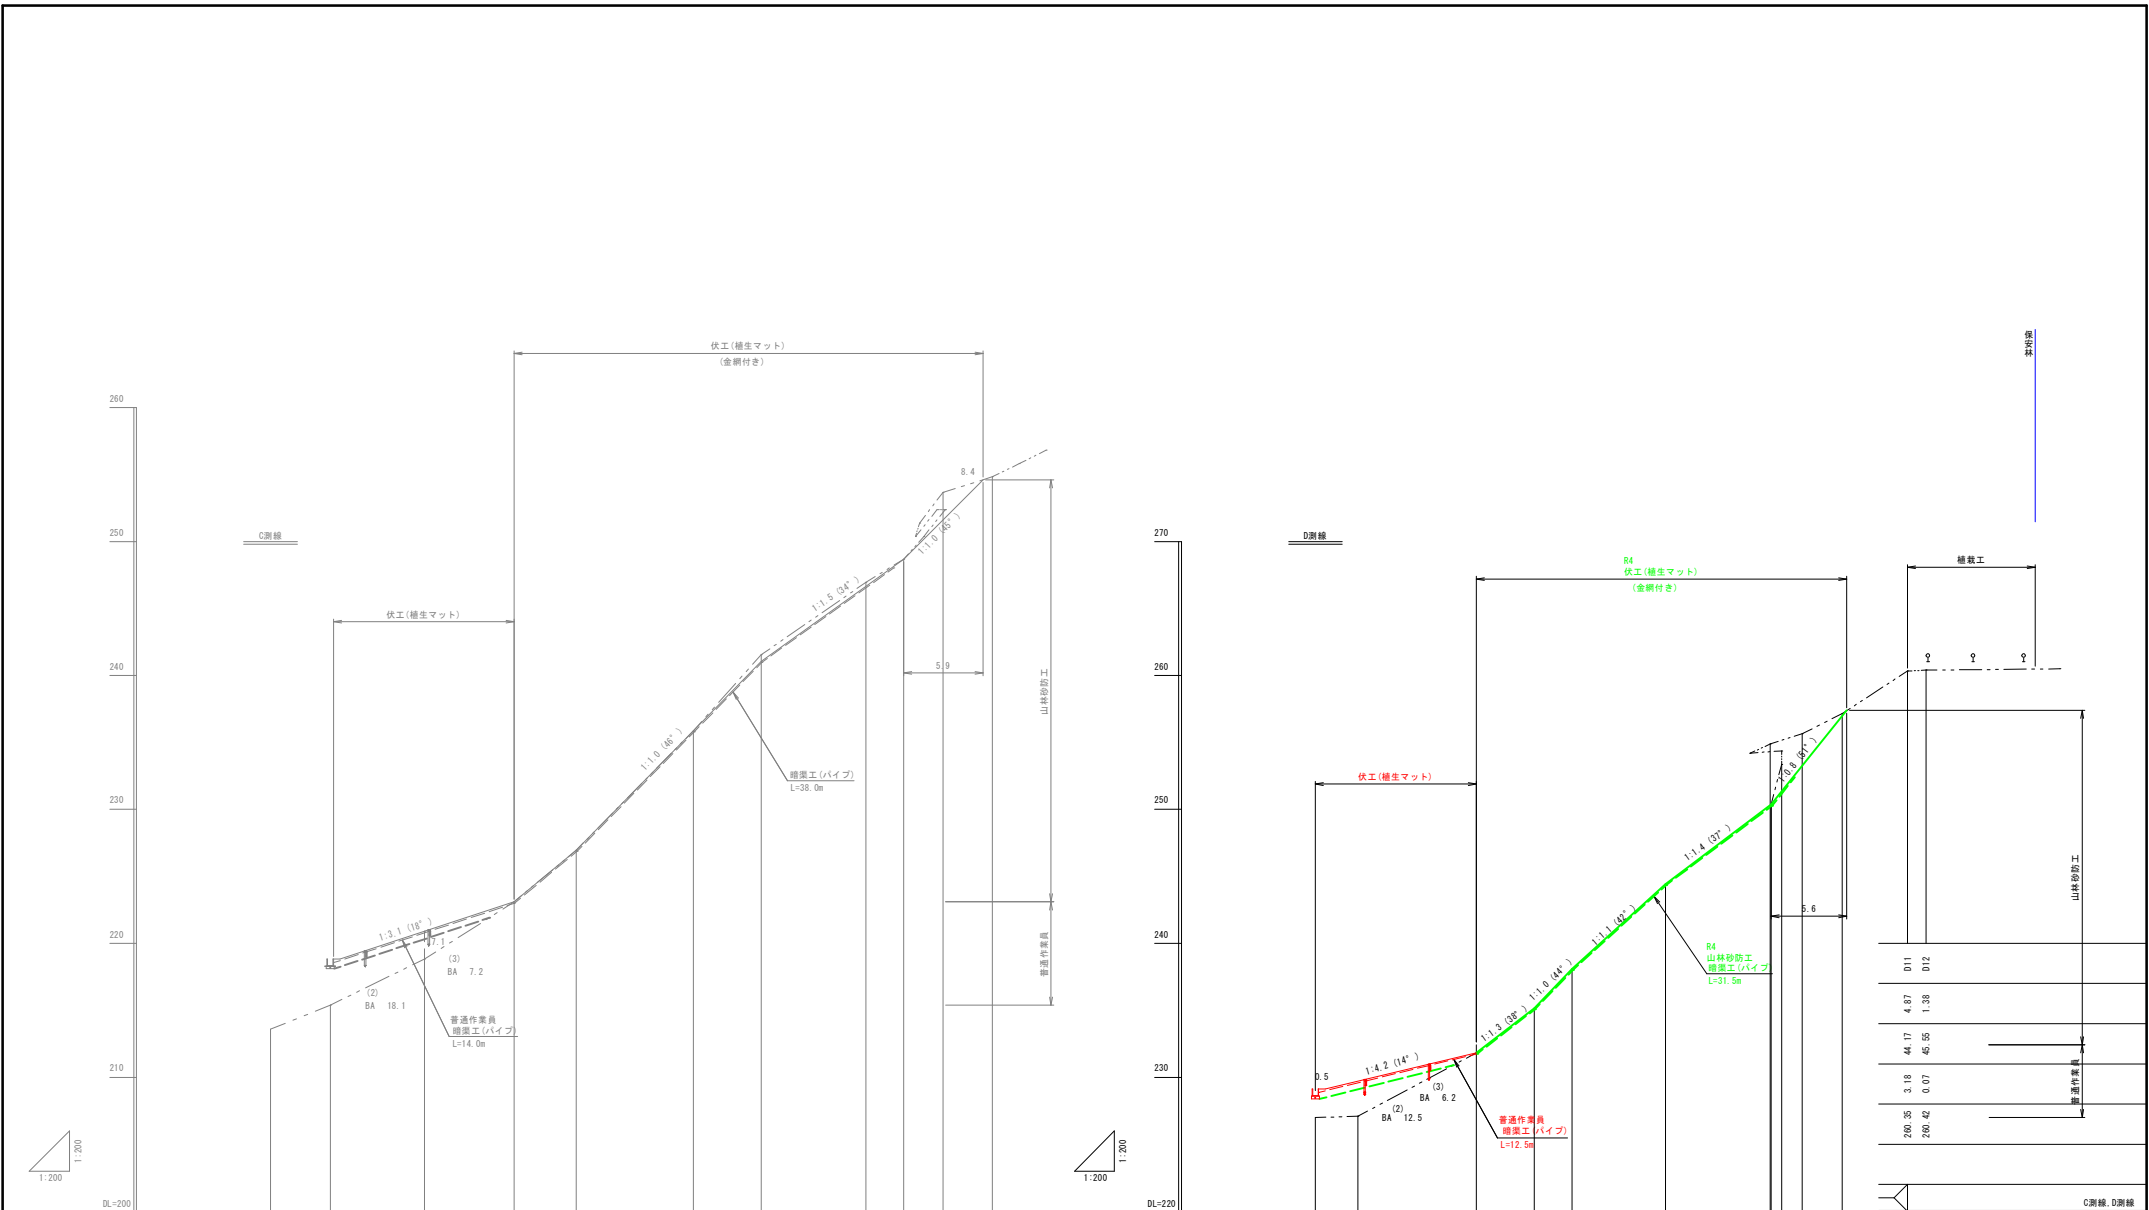 伏工(植生マット)
(金網付き)
260
8.4
250
C測線
1:1.0 (45°)
1:1.5 (34°)
伏工(植生マット)
240
5.9
山林砂防工
1:1.0 (46°)
暗渠工(パイプ)
L=38.0m
230
220
1:3.1 (18°)
7.1
(3)
BA 7.2
(2)
BA 18.1
普通作業員
普通作業員
暗渠工(パイプ)
L=14.0m
210
1:200
1:200
DL=200
保安林
270
D測線
R4
伏工(植生マット)
(金網付き)
植栽工
260
1:0.8 (51°)
伏工(植生マット)
250
1:1.4 (37°)
山林砂防工
5.6
1:1.1 (42°)
240
R4
山林砂防工
暗渠工(パイプ)
L=31.5m
1:1.0 (44°)
1:1.3 (38°)
230
1:4.2 (14°)
0.5
(3)
BA 6.2
(2)
BA 12.5
普通作業員
暗渠工(パイプ)
L=12.5m
普通作業員
D11 D12
4.87 1.38
44.17 45.55
3.18 0.07
260.35 260.42
1:200
1:200
DL=220
C測線,D測線